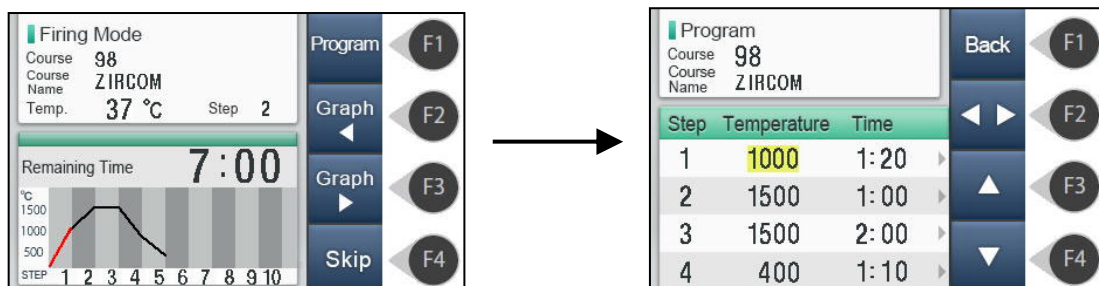 Firing Mode
Course 98
Course Name ZIRCOM
Temp. 37 ℃ Step 2
Remaining Time 7:00
℃
1500
1000
500
STEP 1 2 3 4 5 6 7 8 9 10
Program F1
Graph ◀ F2
Graph ▶ F3
Skip F4
Program
Course 98
Course Name ZIRCOM
Step Temperature Time
1 1000 1:20
2 1500 1:00
3 1500 2:00
4 400 1:10
Back F1
◀ ▶ F2
▲ F3
▼ F4